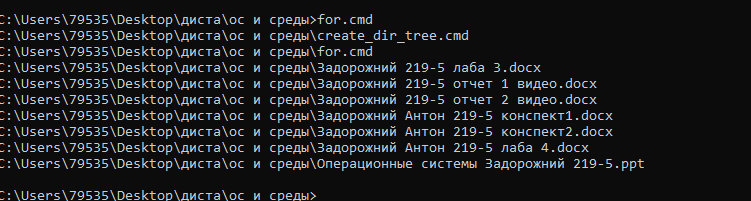 C:\Users\79535\Desktop\диста\ос и среды>for.cmd
C:\Users\79535\Desktop\диста\ос и среды\create_dir_tree.cmd
C:\Users\79535\Desktop\диста\ос и среды\for.cmd
C:\Users\79535\Desktop\диста\ос и среды\Задорожний 219-5 лаба 3.docx
C:\Users\79535\Desktop\диста\ос и среды\Задорожний 219-5 отчет 1 видео.docx
C:\Users\79535\Desktop\диста\ос и среды\Задорожний 219-5 отчет 2 видео.docx
C:\Users\79535\Desktop\диста\ос и среды\Задорожний Антон 219-5 конспект1.docx
C:\Users\79535\Desktop\диста\ос и среды\Задорожний Антон 219-5 конспект2.docx
C:\Users\79535\Desktop\диста\ос и среды\Задорожний Антон 219-5 лаба 4.docx
C:\Users\79535\Desktop\диста\ос и среды\Операционные системы Задорожний 219-5.ppt
C:\Users\79535\Desktop\диста\ос и среды>